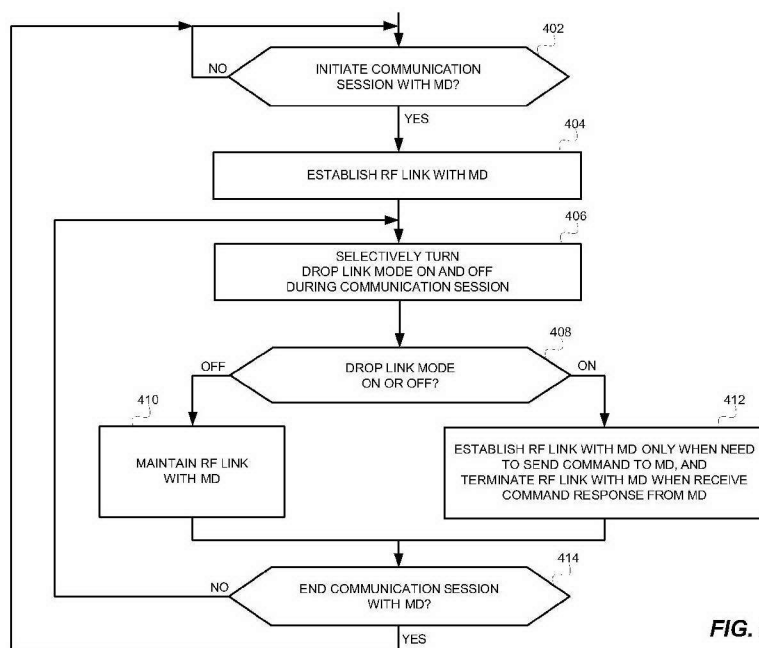 402
NO
INITIATE COMMUNICATION
SESSION WITH MD?
YES
404
ESTABLISH RF LINK WITH MD
406
SELECTIVELY TURN
DROP LINK MODE ON AND OFF
DURING COMMUNICATION SESSION
408
OFF
DROP LINK MODE
ON OR OFF?
ON
410
MAINTAIN RF LINK
WITH MD
412
ESTABLISH RF LINK WITH MD ONLY WHEN NEED
TO SEND COMMAND TO MD, AND
TERMINATE RF LINK WITH MD WHEN RECEIVE
COMMAND RESPONSE FROM MD
414
NO
END COMMUNICATION SESSION
WITH MD?
YES
FIG.